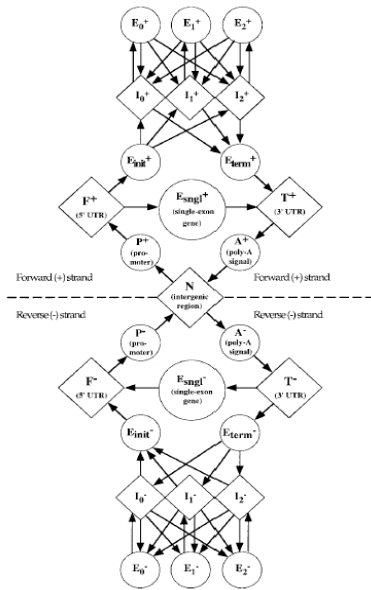 E0+ E1+ E2+
I0+ I1+ I2+
Einit+ Eterm+
F+
(5' UTR)
Esngl+
(single-exon
gene)
T+
(3' UTR)
P+
(pro-
moter)
A+
(poly-A
signal)
Forward (+) strand
Forward (+) strand
N
(intergenic
region)
Reverse (-) strand
Reverse (-) strand
P-
(pro-
moter)
A-
(poly-A
signal)
F-
(5' UTR)
Esngl-
(single-exon
gene)
T-
(3' UTR)
Einit- Eterm-
I0- I1- I2-
E0- E1- E2-